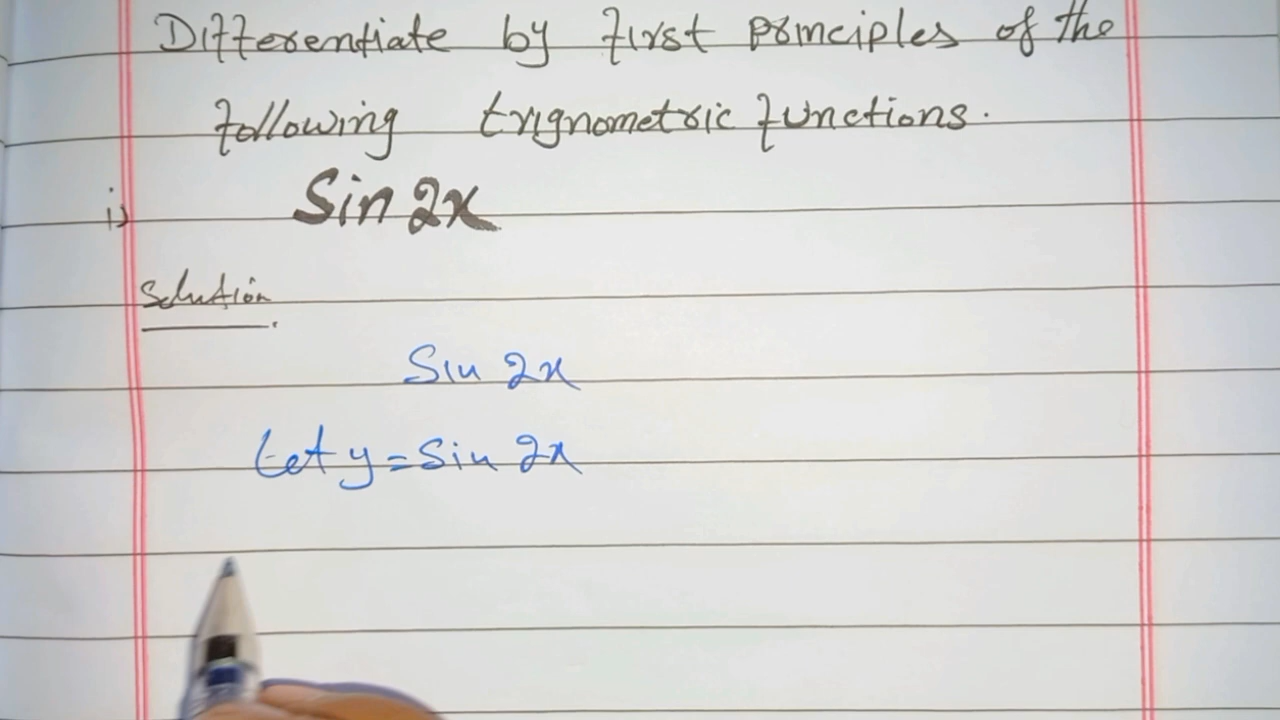 Differentiate by first principles of the
following trignometric functions.
i) Sin 2x
Solution.
Sin 2x
Let y = Sin 2x